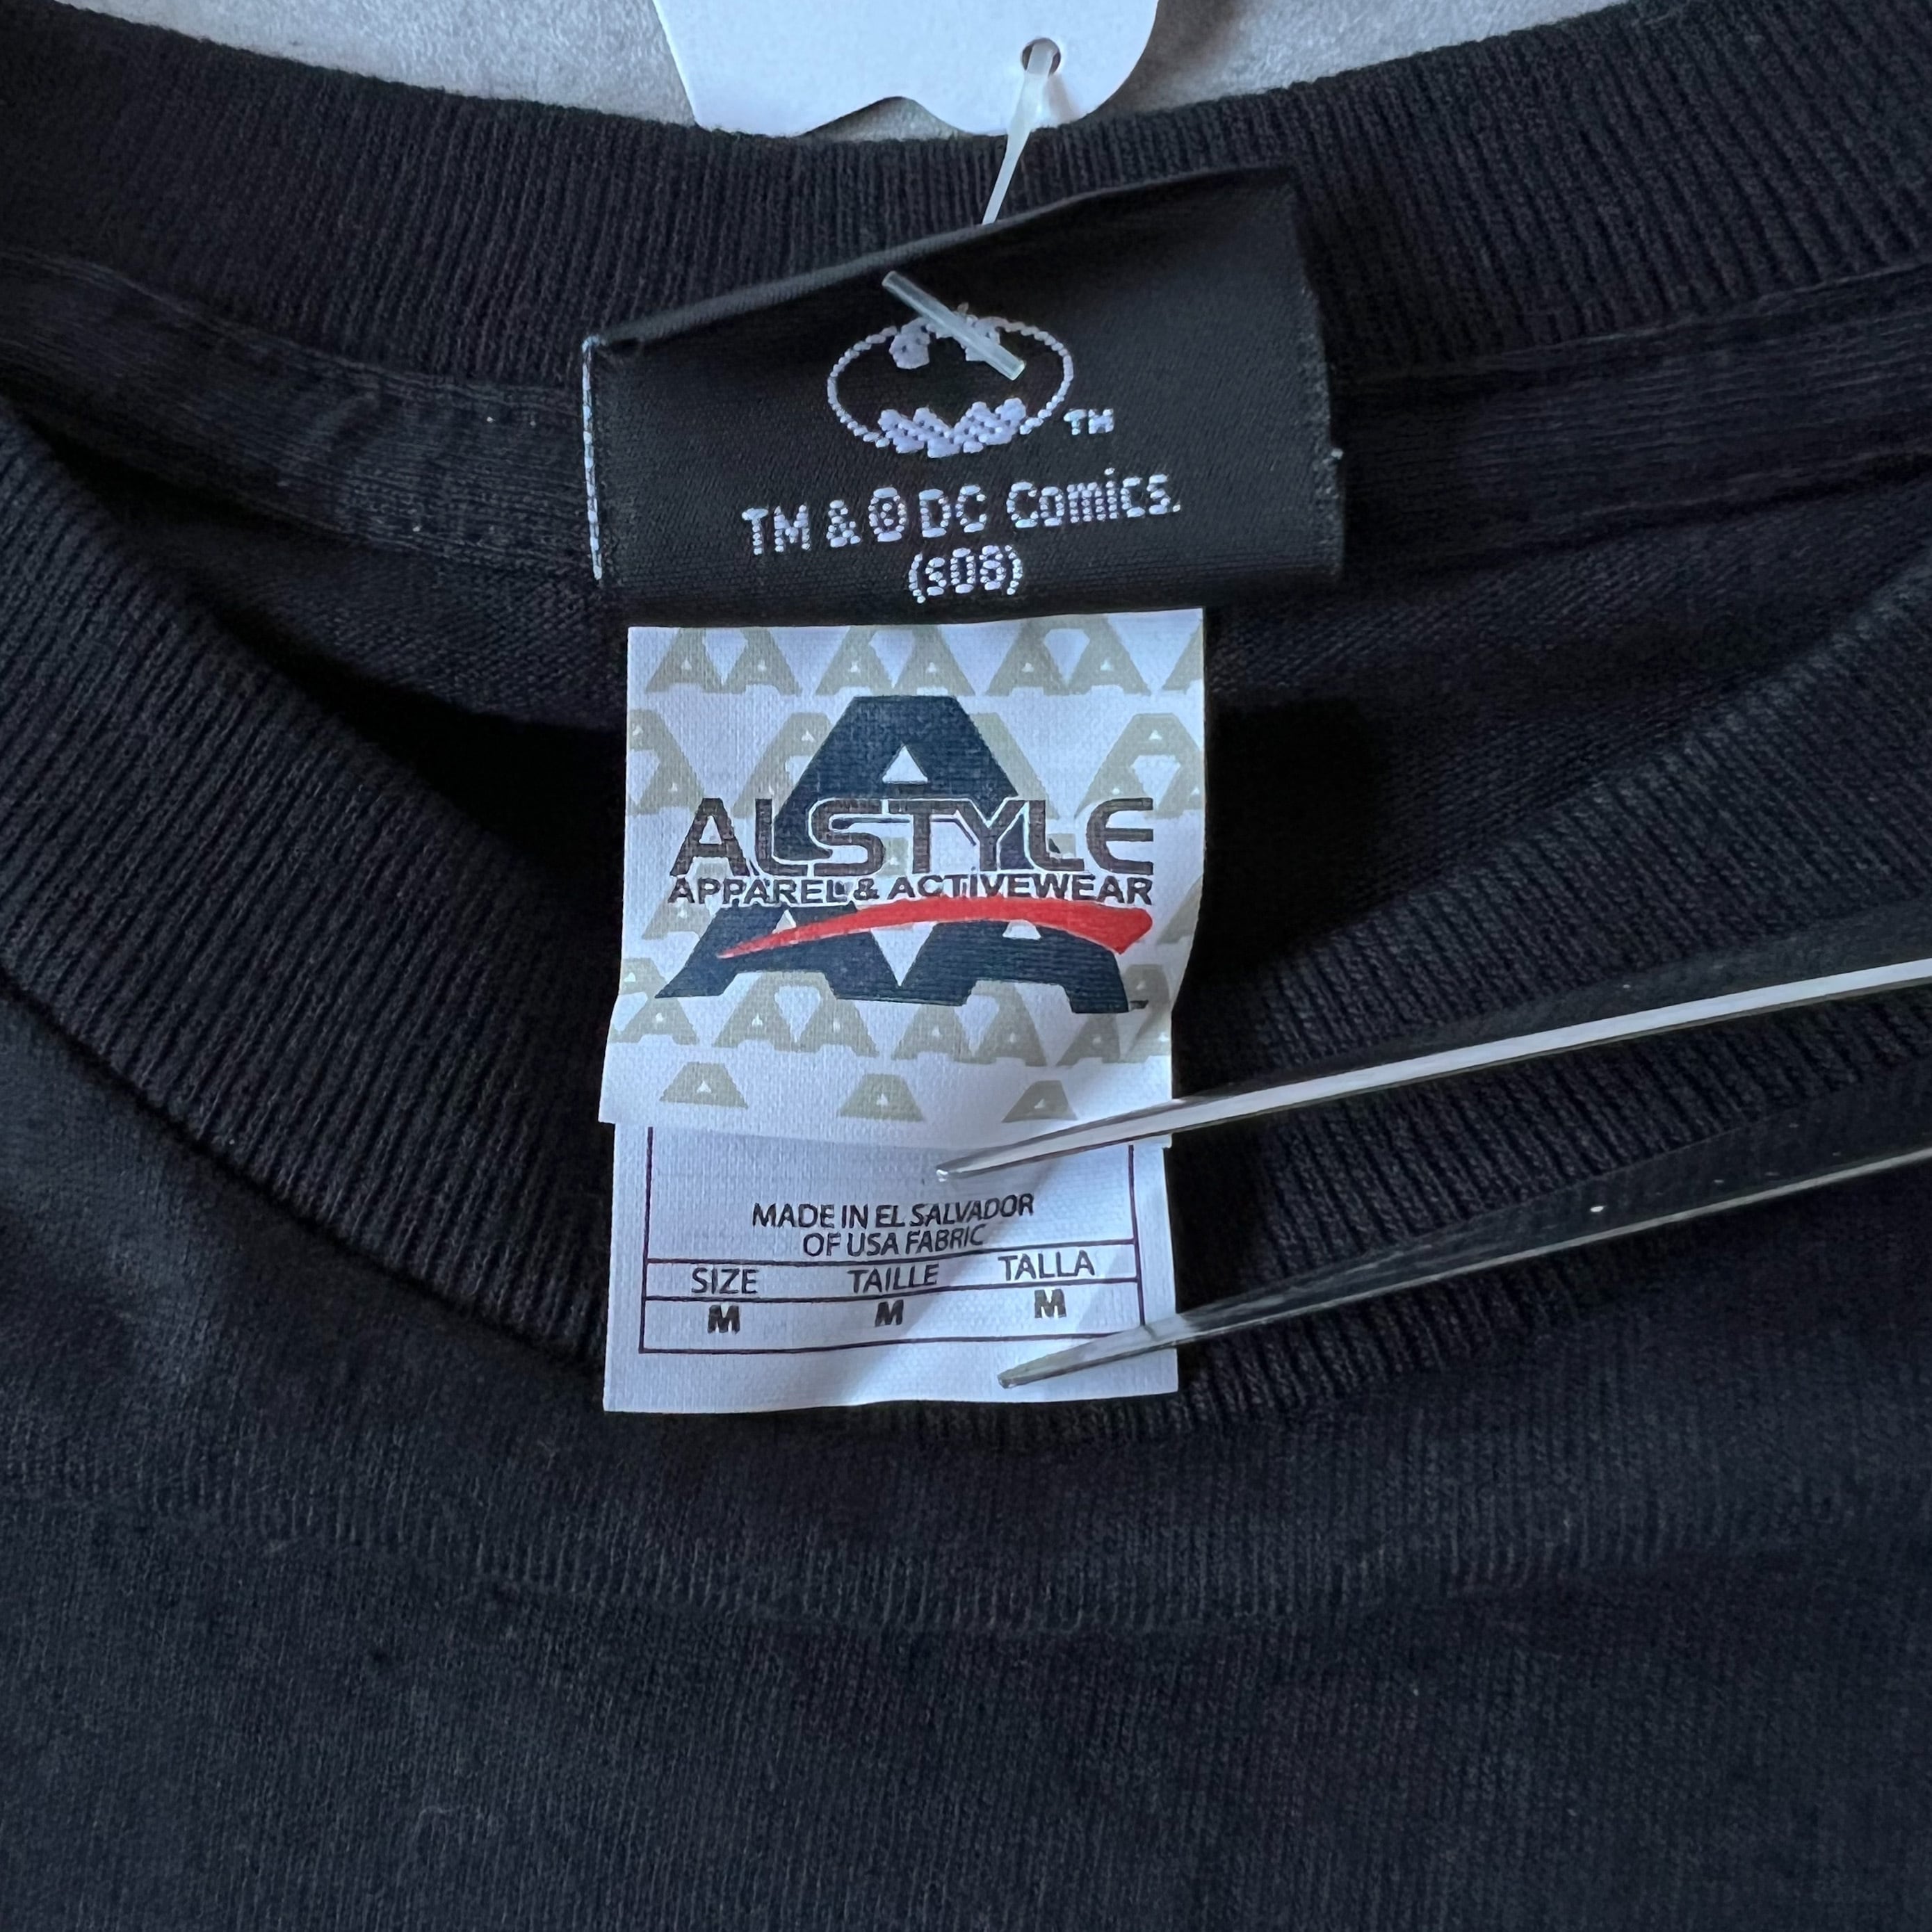 TM
TM & © DC Comics.
(s08)
ALSTYLE
APPAREL & ACTIVEWEAR
MADE IN EL SALVADOR
OF USA FABRIC
SIZE TAILLE TALLA
M M M